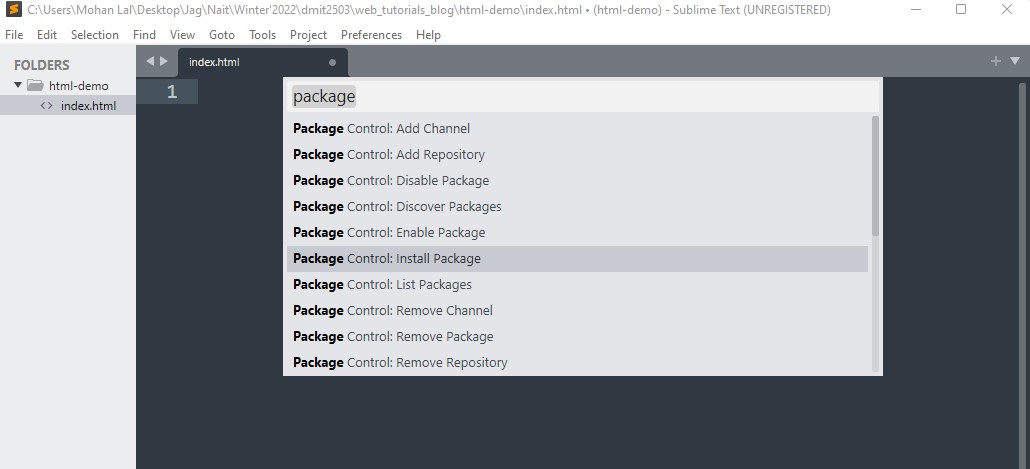 C:\Users\Mohan Lal\Desktop\Jag\Nait\Winter'2022\dmit2503\web_tutorials_blog\html-demo\index.html • (html-demo) - Sublime Text (UNREGISTERED)
File Edit Selection Find View Goto Tools Project Preferences Help
FOLDERS
html-demo
<> index.html
index.html
1
package
Package Control: Add Channel
Package Control: Add Repository
Package Control: Disable Package
Package Control: Discover Packages
Package Control: Enable Package
Package Control: Install Package
Package Control: List Packages
Package Control: Remove Channel
Package Control: Remove Package
Package Control: Remove Repository